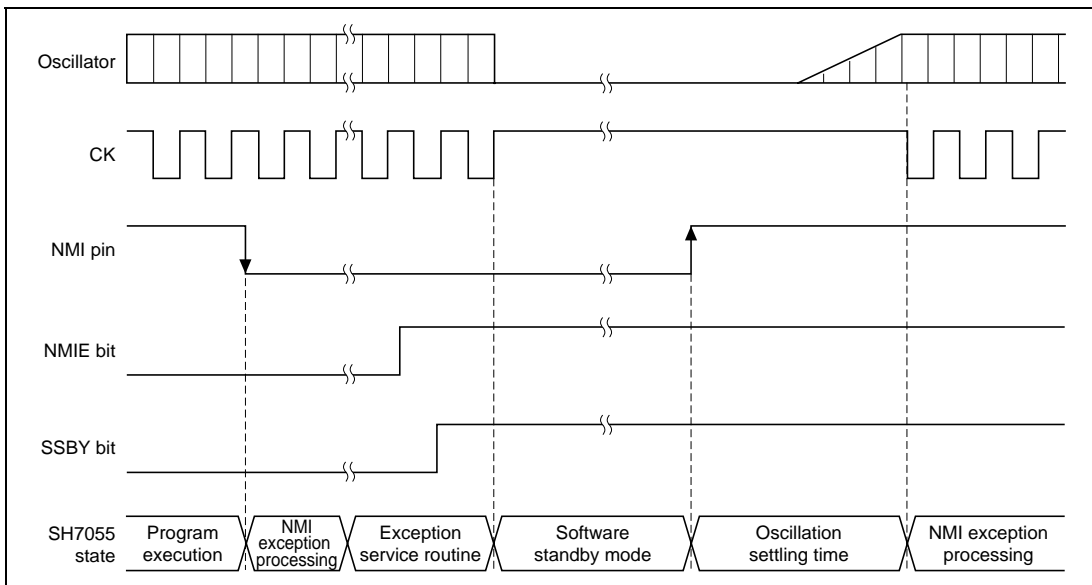 Oscillator
CK
NMI pin
NMIE bit
SSBY bit
SH7055
state
Program
execution
NMI
exception
processing
Exception
service routine
Software
standby mode
Oscillation
settling time
NMI exception
processing